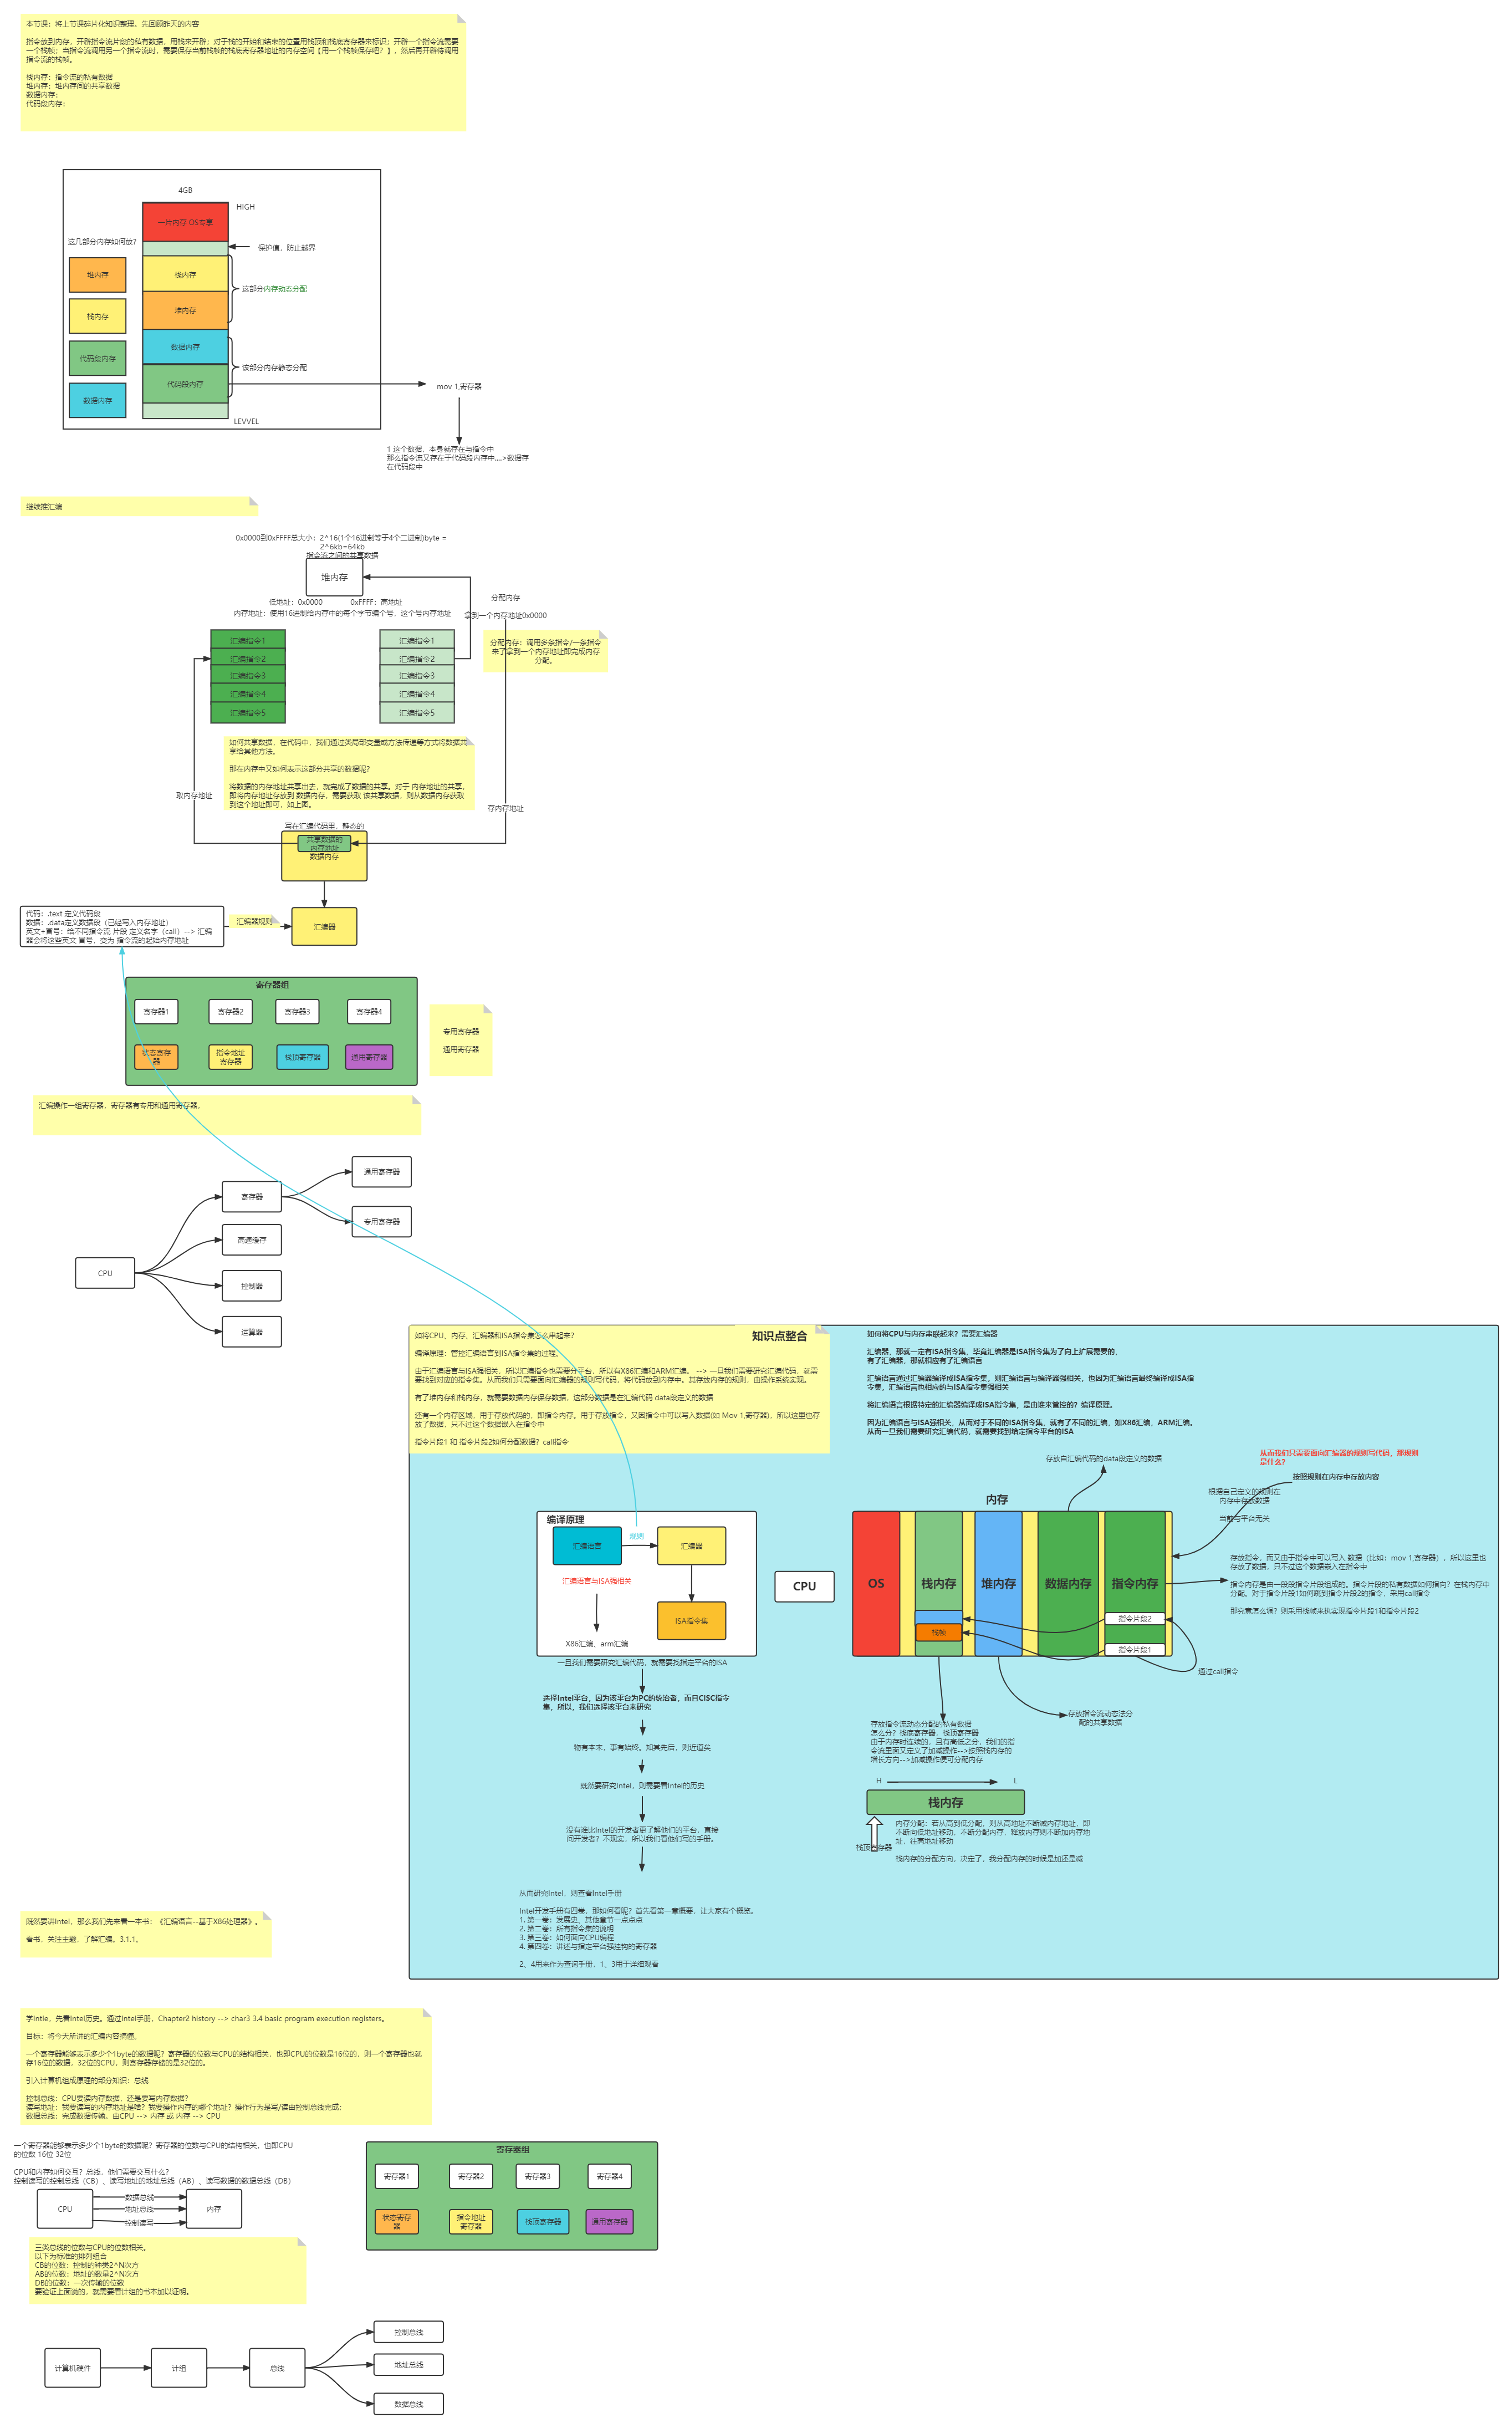 本节课：将上节课碎片化知识整理。先回顾昨天的内容
指令放到内存，开辟指令流片段的私有数据，用栈来开辟；对于栈的开始和结束的位置用栈顶和栈底寄存器来标识；开辟一个指令流需要
一个栈帧；当指令流调用另一个指令流时，需要保存当前栈帧的栈底寄存器地址的内存空间【用一个栈帧保存吧？】，然后再开辟待调用
指令流的栈帧。
栈内存：指令流的私有数据
堆内存：堆内存间的共享数据
数据内存：
代码段内存：
4GB
HIGH
一片内存 OS专享
这几部分内存如何放？
保护值，防止越界
堆内存
栈内存
这部分内存动态分配
栈内存
堆内存
数据内存
代码段内存
该部分内存静态分配
代码段内存
数据内存
mov 1,寄存器
LEVVEL
1 这个数据，本身就存在与指令中
那么指令流又存在于代码段内存中....>数据存
在代码段中
继续推汇编
0x0000到0xFFFF总大小：2^16(1个16进制等于4个二进制)byte =
2^6kb=64kb
指令流之间的共享数据
堆内存
低地址：0x0000
0xFFFF：高地址
内存地址：使用16进制给内存中的每个字节编个号，这个号内存地址
分配内存
拿到一个内存地址0x0000
汇编指令1
汇编指令2
汇编指令3
汇编指令4
汇编指令5
汇编指令1
汇编指令2
汇编指令3
汇编指令4
汇编指令5
分配内存：调用多条指令/一条指令
来了拿到一个内存地址即完成内存
分配。
如何共享数据，在代码中，我们通过类局部变量或方法传递等方式将数据共
享给其他方法。
那在内存中又如何表示这部分共享的数据呢？
将数据的内存地址共享出去，就完成了数据的共享。对于 内存地址的共享，
即将内存地址存放到 数据内存，需要获取 该共享数据，则从数据内存获取
到这个地址即可，如上图。
取内存地址
存内存地址
写在汇编代码里，静态的
共享数据的
内存地址
数据内存
代码：.text 定义代码段
数据：.data定义数据段（已经写入内存地址）
英文+冒号：给不同指令流 片段 定义名字（call）--> 汇编
器会将这些英文 冒号，变为 指令流的起始内存地址
汇编器规则
汇编器
寄存器组
寄存器1
寄存器2
寄存器3
寄存器4
状态寄存
器
指令地址
寄存器
栈顶寄存器
通用寄存器
专用寄存器
通用寄存器
汇编操作一组寄存器，寄存器有专用和通用寄存器，
通用寄存器
寄存器
专用寄存器
高速缓存
CPU
控制器
运算器
如将CPU、内存、汇编器和ISA指令集怎么串起来？
知识点整合
编译原理：管控汇编语言到ISA指令集的过程。
由于汇编语言与ISA强相关，所以汇编指令也需要分平台，所以有X86汇编和ARM汇编。 --> 一旦我们需要研究汇编代码，就需
要找到对应的指令集。从而我们只需要面向汇编器的规则写代码，将代码放到内存中。其存放内存的规则，由操作系统实现。
有了堆内存和栈内存，就需要数据内存保存数据，这部分数据是在汇编代码 data段定义的数据
还有一个内存区域，用于存放代码的，即指令内存。用于存放指令，又因指令中可以写入数据(如 Mov 1,寄存器)，所以这里也存
放了数据，只不过这个数据嵌入在指令中
指令片段1 和 指令片段2如何分配数据？call指令
如何将CPU与内存串联起来？需要汇编器
汇编器，那就一定有ISA指令集，毕竟汇编器是ISA指令集为了向上扩展需要的，
有了汇编器，那就相应有了汇编语言
汇编语言通过汇编器编译成ISA指令集，则汇编语言与编译器强相关，也因为汇编语言最终编译成ISA指
令集，汇编语言也相应的与ISA指令集强相关
将汇编语言根据特定的汇编器编译成ISA指令集，是由谁来管控的？编译原理。
因为汇编语言与ISA强相关，从而对于不同的ISA指令集，就有了不同的汇编，如X86汇编，ARM汇编。
从而一旦我们需要研究汇编代码，就需要找到给定指令平台的ISA
存放自汇编代码的data段定义的数据
从而我们只需要面向汇编器的规则写代码，那规则
是什么？
按照规则在内存中存放内容
根据自己定义的规则在
内存中存放数据
当前与平台无关
编译原理
汇编语言
规则
汇编器
汇编语言与ISA强相关
ISA指令集
X86汇编、arm汇编
CPU
内存
OS
栈内存
堆内存
数据内存
指令内存
栈帧
指令片段2
指令片段1
通过call指令
存放指令，而又由于指令中可以写入 数据（比如：mov 1,寄存器），所以这里也
存放了数据，只不过这个数据嵌入在指令中
指令内存是由一段段指令片段组成的。指令片段的私有数据如何指向？在栈内存中
分配。对于指令片段1如何跳到指令片段2的指令，采用call指令
那究竟怎么调？则采用栈帧来执实现指令片段1和指令片段2
一旦我们需要研究汇编代码，就需要找指定平台的ISA
选择Intel平台，因为该平台为PC的统治者，而且CISC指令
集，所以，我们选择该平台来研究
物有本末，事有始终。知其先后，则近道矣
既然要研究Intel，则需要看Intel的历史
没有谁比Intel的开发者更了解他们的平台，直接
问开发者？不现实，所以我们看他们写的手册。
从而研究Intel，则查看Intel手册
Intel开发手册有四卷，那如何看呢？首先看第一章概要，让大家有个概览。
1. 第一卷：发展史，其他章节一点点点
2. 第二卷：所有指令集的说明
3. 第三卷：如何面向CPU编程
4. 第四卷：讲述与指定平台强挂钩的寄存器
2、4用来作为查询手册，1、3用于详细观看
存放指令流动态分配的私有数据
怎么分？栈底寄存器，栈顶寄存器
由于内存时连续的，且有高低之分，我们的指
令流里面又定义了加减操作-->按照栈内存的
增长方向-->加减操作便可分配内存
存放指令流动态法分
配的共享数据
H
L
栈内存
栈顶寄存器
内存分配：若从高到低分配，则从高地址不断减内存地址，即
不断向低地址移动，不断分配内存，释放内存则不断加内存地
址，往高地址移动
栈内存的分配方向，决定了，我分配内存的时候是加还是减
既然要讲Intel，那么我们先来看一本书：《汇编语言--基于X86处理器》。
看书，关注主题，了解汇编。3.1.1。
学Intle，先看Intel历史。通过Intel手册，Chapter2 history --> char3 3.4 basic program execution registers。
目标：将今天所讲的汇编内容搞懂。
一个寄存器能够表示多少个1byte的数据呢？寄存器的位数与CPU的结构相关，也即CPU的位数是16位的，则一个寄存器也就
存16位的数据，32位的CPU，则寄存器存储的是32位的。
引入计算机组成原理的部分知识：总线
控制总线：CPU要读内存数据，还是要写内存数据？
读写地址：我要读写的内存地址是啥？我要操作内存的哪个地址？操作行为是写/读由控制总线完成；
数据总线：完成数据传输。由CPU --> 内存 或 内存 --> CPU
一个寄存器能够表示多少个1byte的数据呢？寄存器的位数与CPU的结构相关，也即CPU
的位数 16位 32位
CPU和内存如何交互？总线，他们需要交互什么？
控制读写的控制总线（CB）、读写地址的地址总线（AB）、读写数据的数据总线（DB）
CPU
数据总线
地址总线
控制读写
内存
寄存器组
寄存器1
寄存器2
寄存器3
寄存器4
状态寄存
器
指令地址
寄存器
栈顶寄存器
通用寄存器
三类总线的位数与CPU的位数相关。
以下为标准的排列组合
CB的位数：控制的种类2^N次方
AB的位数：地址的数量2^N次方
DB的位数：一次传输的位数
要验证上面说的，就需要看计组的书本加以证明。
计算机硬件
计组
总线
控制总线
地址总线
数据总线